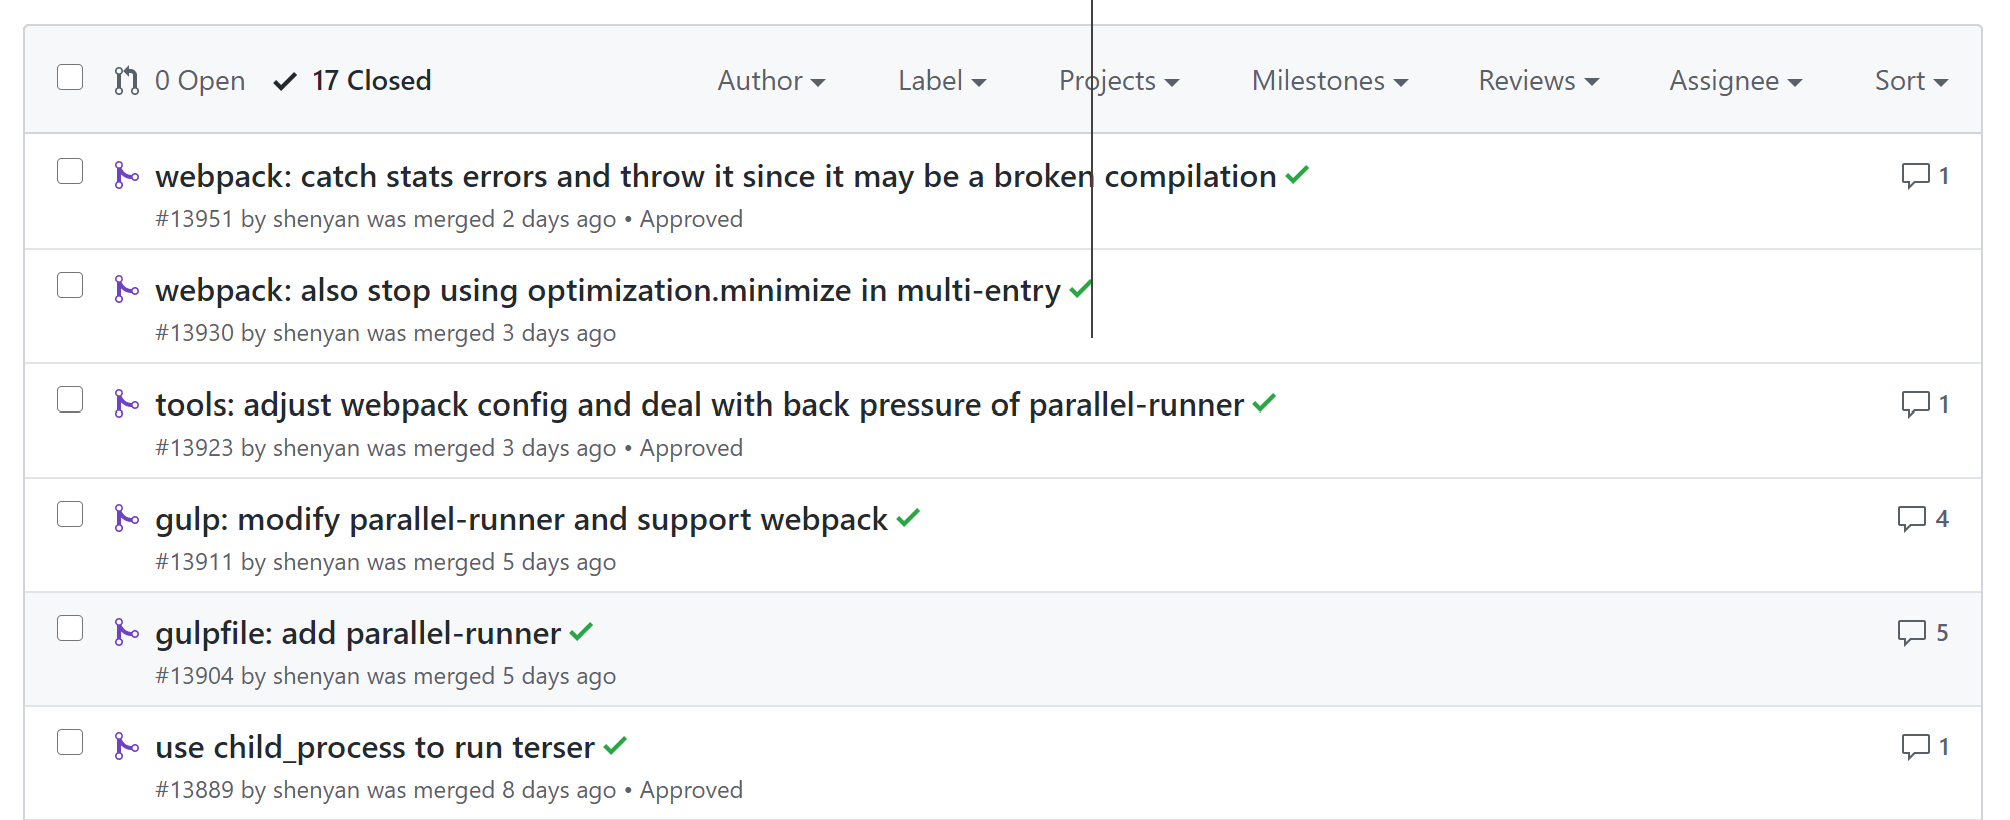 0 Open 17 Closed Author Label Projects Milestones Reviews Assignee Sort
webpack: catch stats errors and throw it since it may be a broken compilation 1
#13951 by shenyan was merged 2 days ago • Approved
webpack: also stop using optimization.minimize in multi-entry
#13930 by shenyan was merged 3 days ago
tools: adjust webpack config and deal with back pressure of parallel-runner 1
#13923 by shenyan was merged 3 days ago • Approved
gulp: modify parallel-runner and support webpack 4
#13911 by shenyan was merged 5 days ago
gulpfile: add parallel-runner 5
#13904 by shenyan was merged 5 days ago
use child_process to run terser 1
#13889 by shenyan was merged 8 days ago • Approved